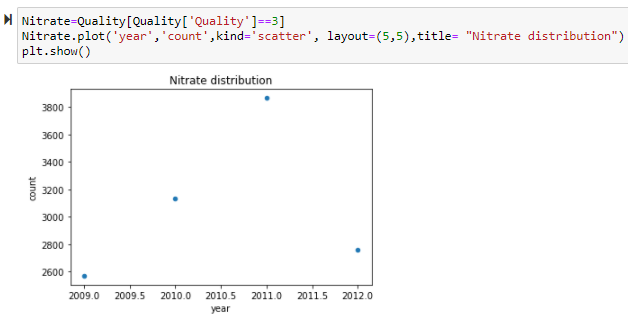 Nitrate=Quality[Quality['Quality']==3]
Nitrate.plot('year','count',kind='scatter', layout=(5,5),title= "Nitrate distribution")
plt.show()
Nitrate distribution
3800
3600
3400
3200
3000
2800
2600
count
2009.0 2009.5 2010.0 2010.5 2011.0 2011.5 2012.0
year